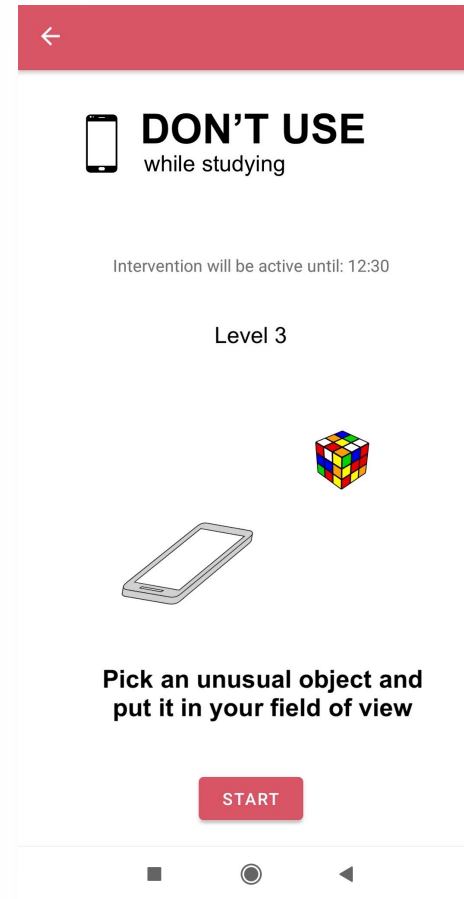 DON’T USE
while studying
Intervention will be active until: 12:30
Level 3
Pick an unusual object and
put it in your field of view
START